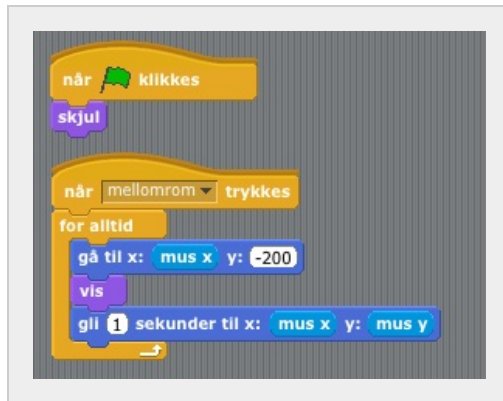 når klikkes
skjul
når mellomrom trykkes
for alltid
gå til x: mus x y: -200
vis
gli 1 sekunder til x: mus x y: mus y